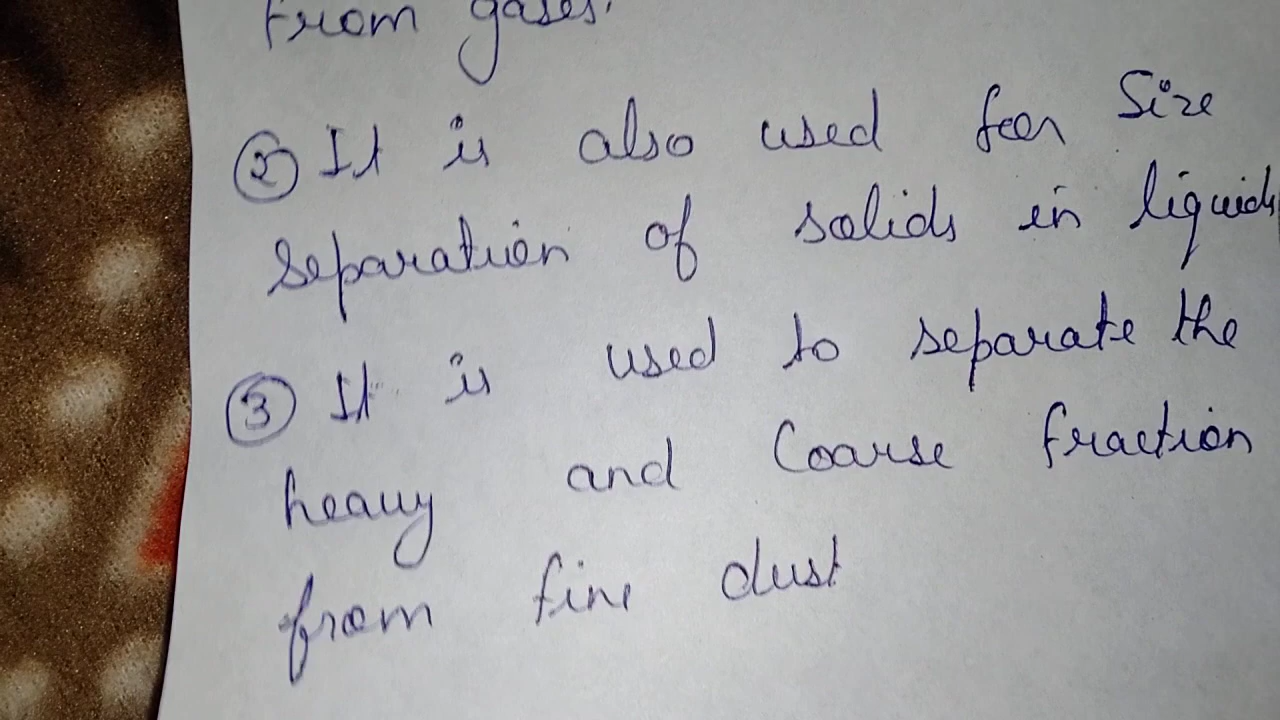 from gases.
② It is also used for Size
separation of solids in liquids
③ It is used to separate the
heavy and Coarse fraction
from fine dust